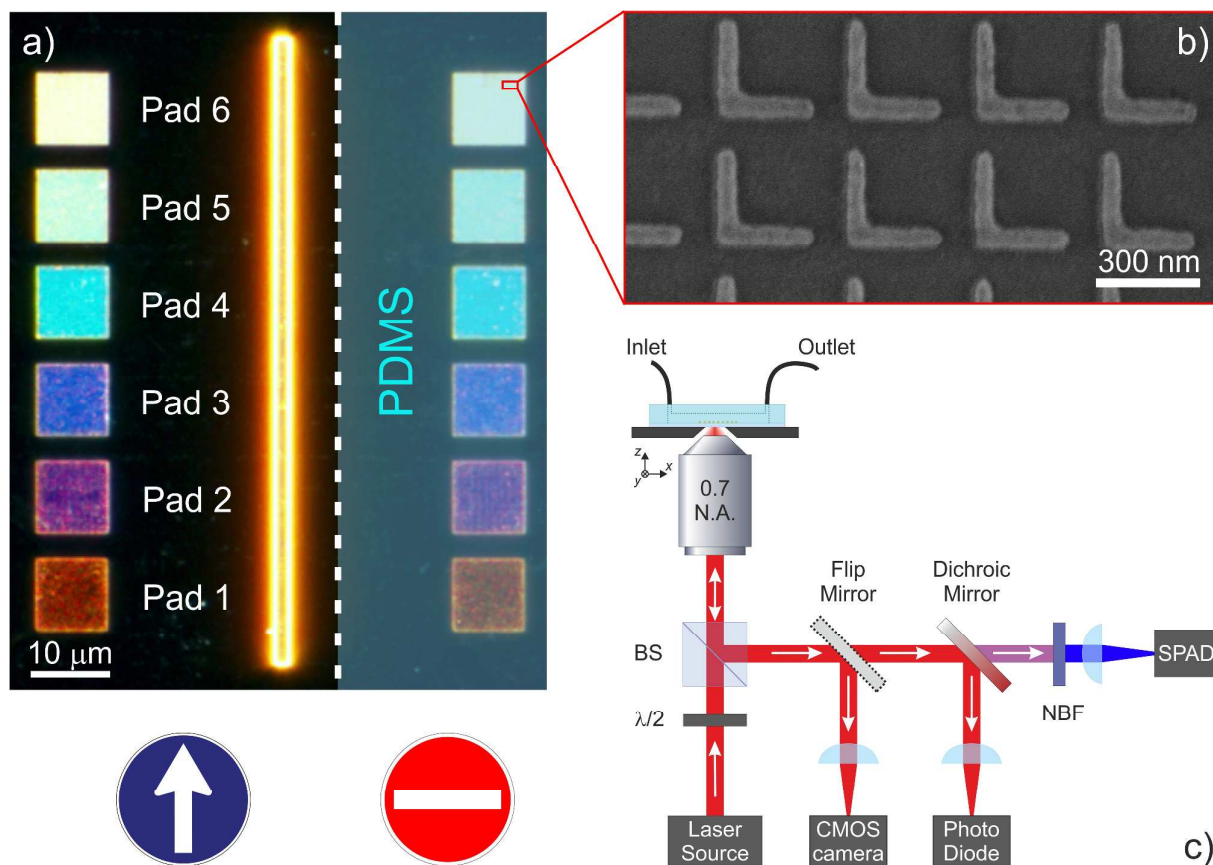 a)
Pad 6
Pad 5
Pad 4
Pad 3
Pad 2
Pad 1
10 μm
PDMS
b)
300 nm
Inlet
Outlet
z
y
x
0.7
N.A.
Flip
Mirror
Dichroic
Mirror
BS
SPAD
NBF
λ/2
Laser
Source
CMOS
camera
Photo
Diode
c)